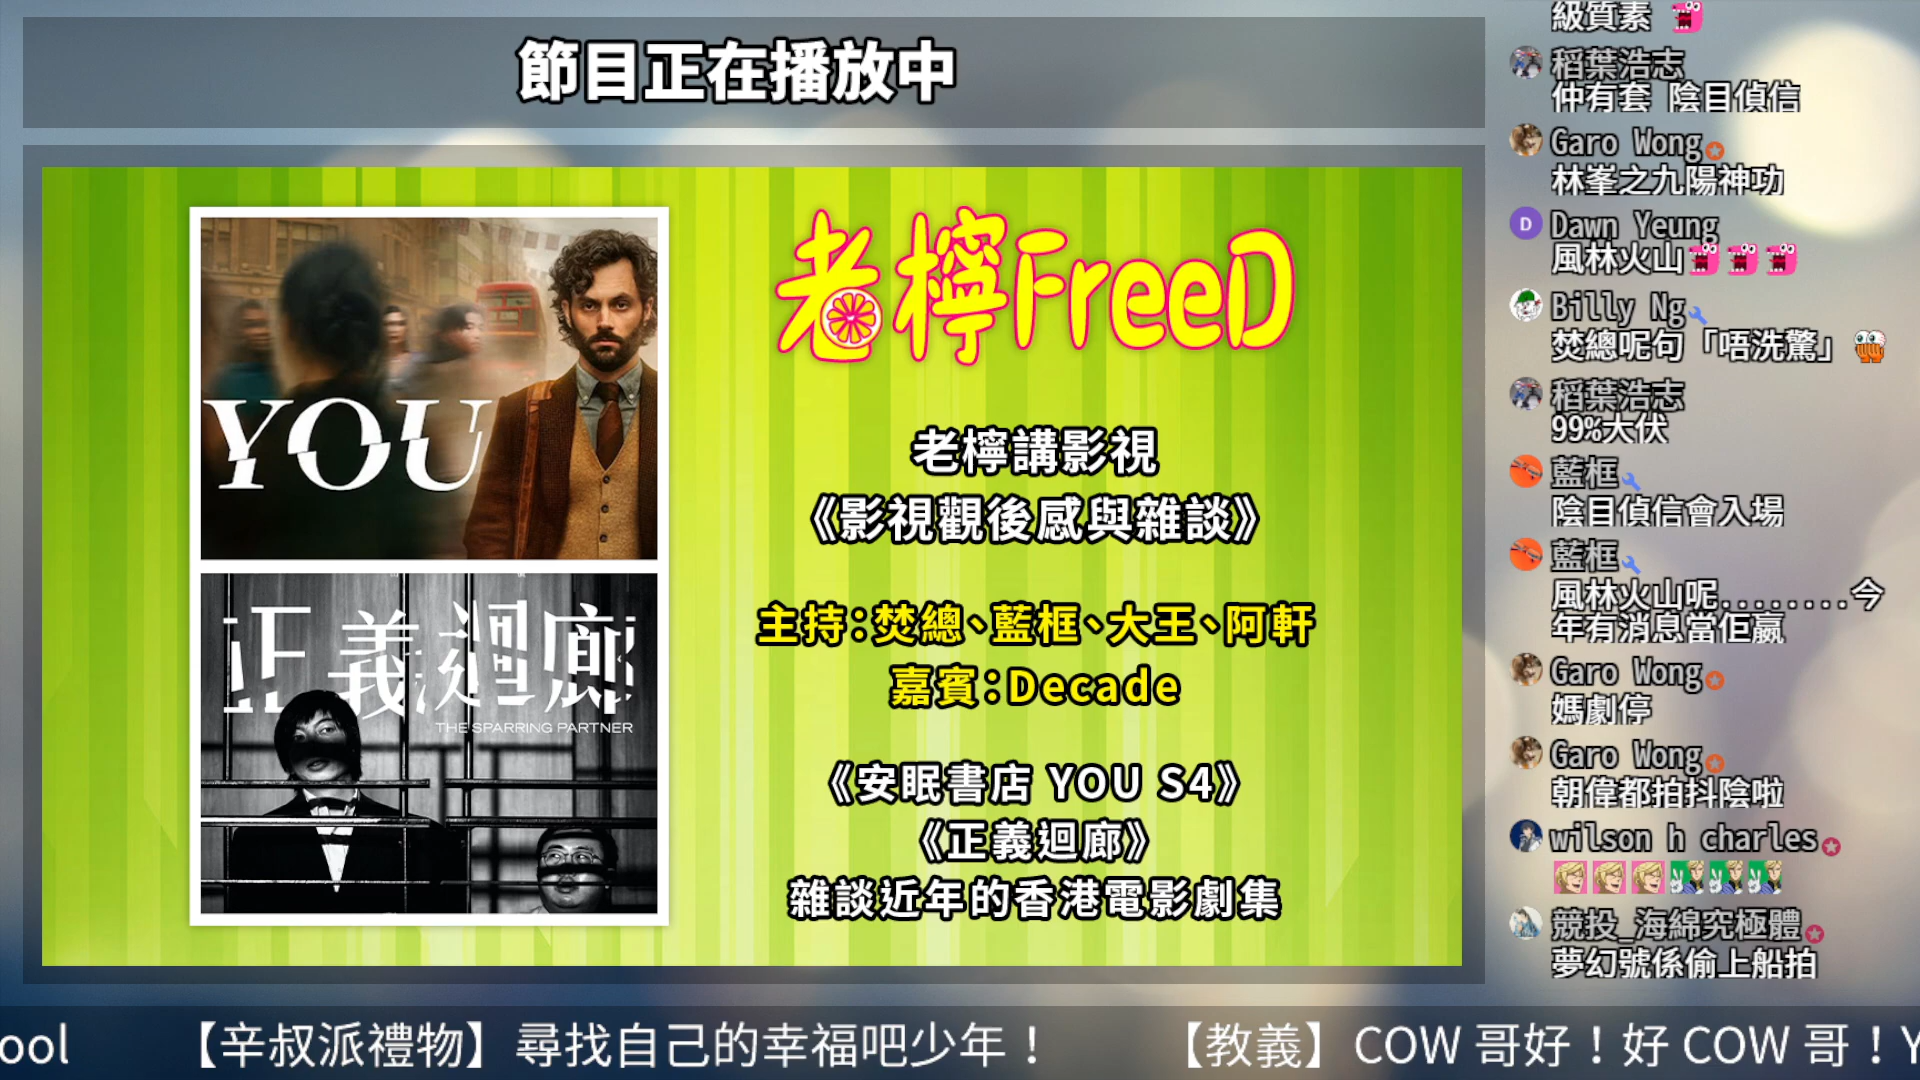 節目正在播放中
YOU
正義迴廊
THE SPARRING PARTNER
老檸FreeD
老檸講影視
《影視觀後感與雜談》
主持：焚總、藍框、大王、阿軒
嘉賓：Decade
《安眠書店 YOU S4》
《正義迴廊》
雜談近年的香港電影劇集
級質素
稻葉浩志
仲有套 陰目偵信
Garo Wong
林峯之九陽神功
D
Dawn Yeung
風林火山
Billy Ng
焚總呢句「唔洗驚」
稻葉浩志
99%大伏
藍框
陰目偵信會入場
藍框
風林火山呢........今
年有消息當佢嬴
Garo Wong
媽劇停
Garo Wong
朝偉都拍抖陰啦
wilson h charles
競投_海綿究極體
夢幻號係偷上船拍
ool 【辛叔派禮物】尋找自己的幸福吧少年！ 【教義】COW 哥好！好 COW 哥！Y